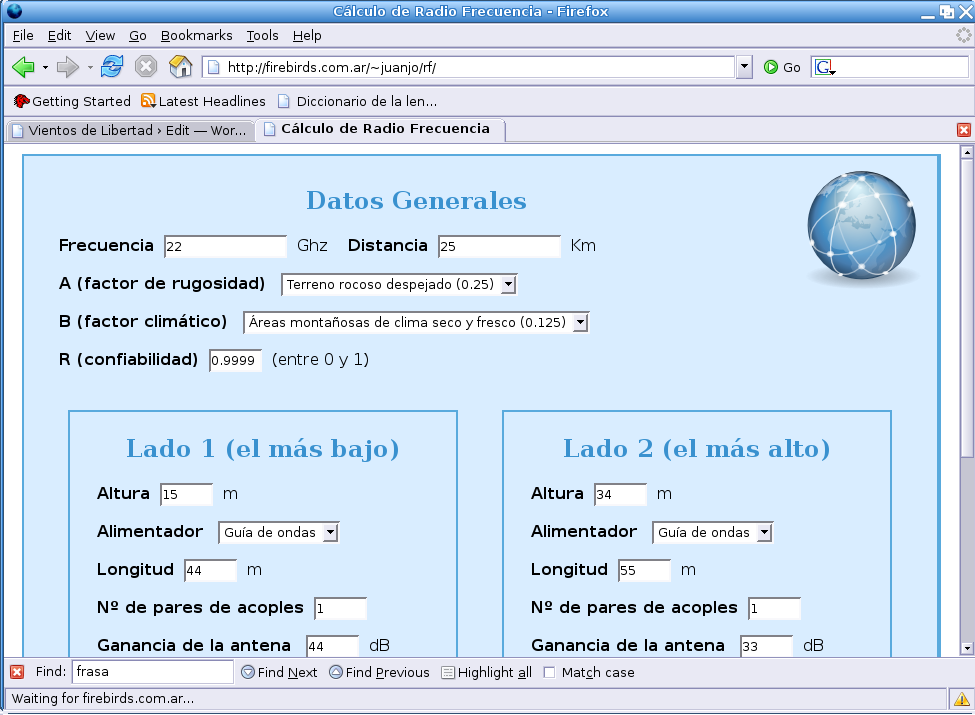 Cálculo de Radio Frecuencia - Firefox
File Edit View Go Bookmarks Tools Help
http://firebirds.com.ar/~juanjo/rf/ Go G
Getting Started Latest Headlines Diccionario de la len...
Vientos de Libertad › Edit — Wor... Cálculo de Radio Frecuencia
Datos Generales
Frecuencia 22 Ghz Distancia 25 Km
A (factor de rugosidad) Terreno rocoso despejado (0.25)
B (factor climático) Áreas montañosas de clima seco y fresco (0.125)
R (confiabilidad) 0.9999 (entre 0 y 1)
Lado 1 (el más bajo)
Altura 15 m
Alimentador Guía de ondas
Longitud 44 m
Nº de pares de acoples 1
Ganancia de la antena 44 dB
Lado 2 (el más alto)
Altura 34 m
Alimentador Guía de ondas
Longitud 55 m
Nº de pares de acoples 1
Ganancia de la antena 33 dB
Find: frasa Find Next Find Previous Highlight all Match case
Waiting for firebirds.com.ar...